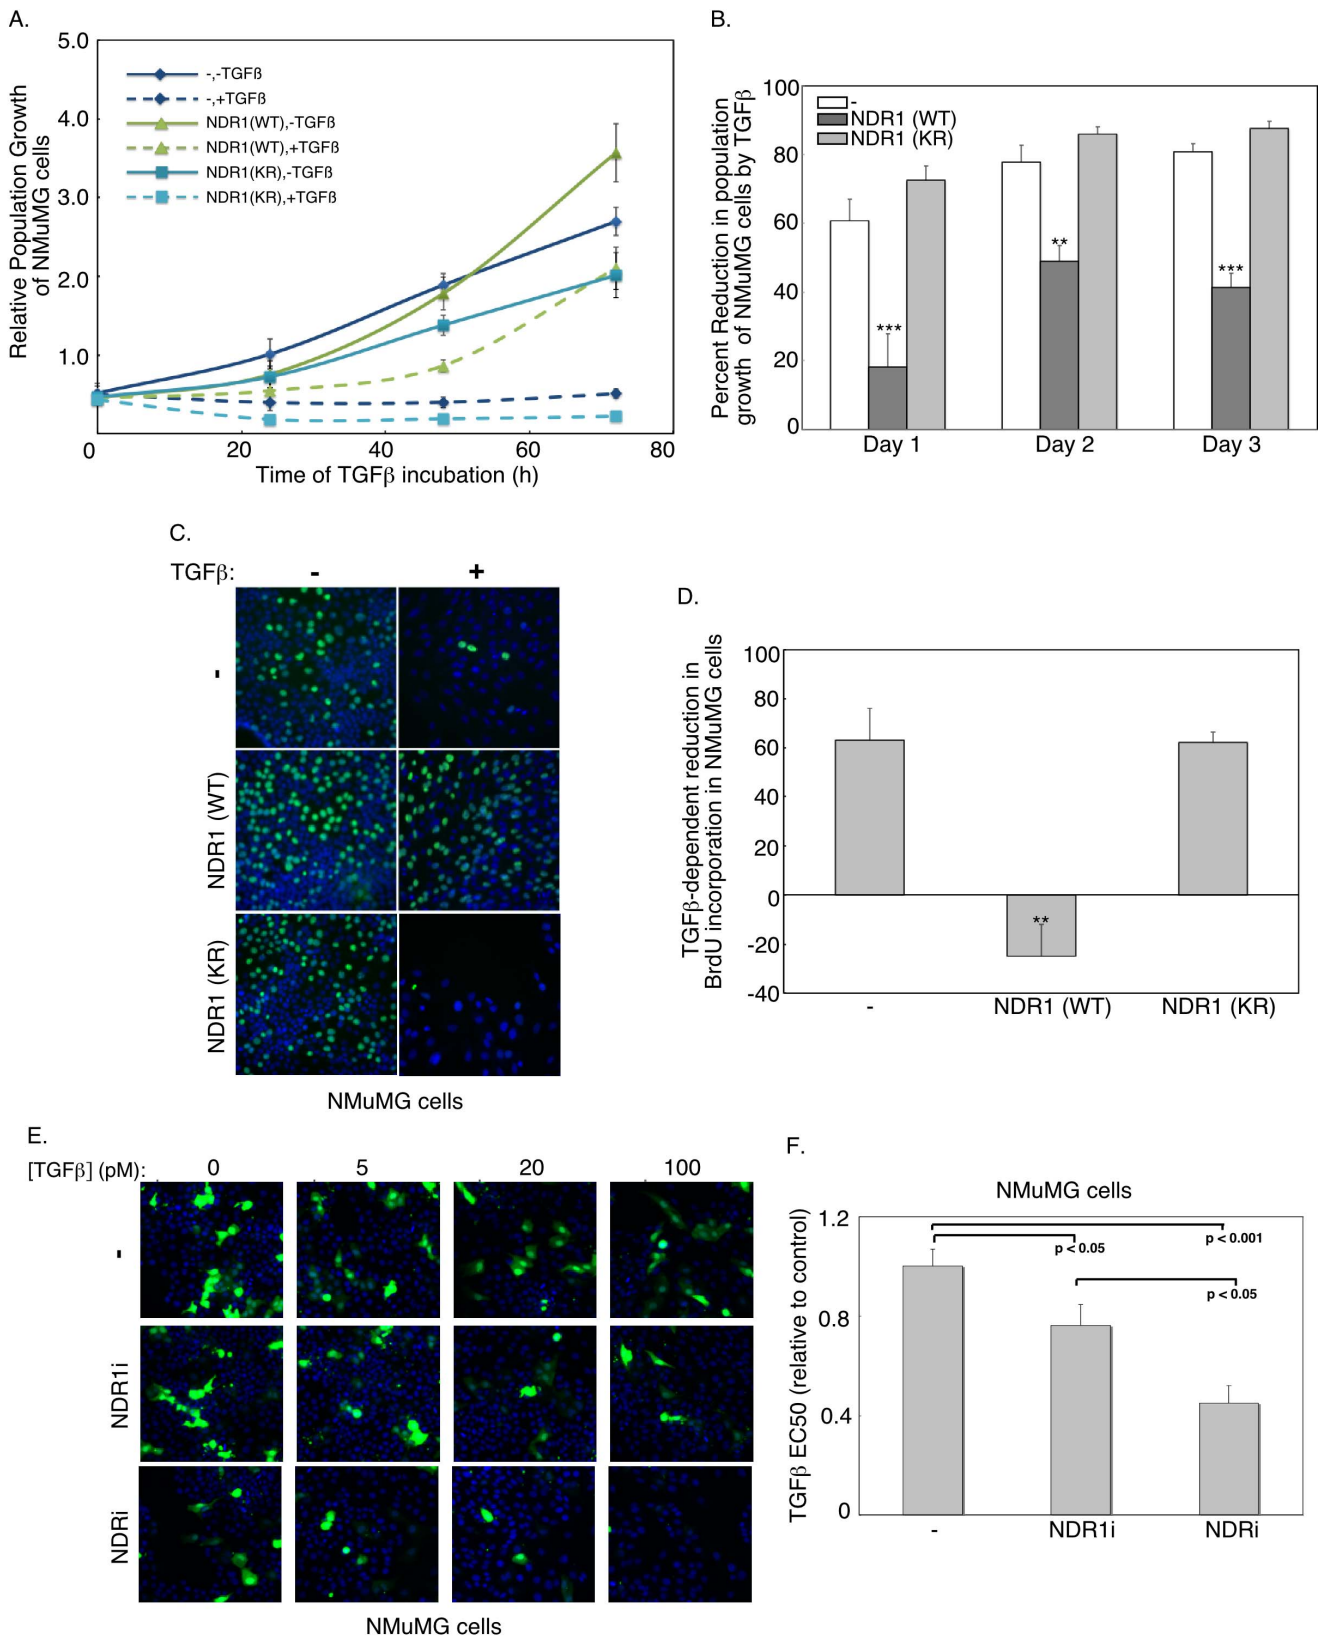 A.
Relative Population Growth
of NMuMG cells
5.0
4.0
3.0
2.0
1.0
-,-TGFß
-,+TGFß
NDR1(WT),-TGFß
NDR1(WT),+TGFß
NDR1(KR),-TGFß
NDR1(KR),+TGFß
0
20
40
60
80
Time of TGFβ incubation (h)
B.
Percent Reduction in population
growth of NMuMG cells by TGFβ
100
80
60
40
20
0
-
NDR1 (WT)
NDR1 (KR)
***
**
***
Day 1
Day 2
Day 3
C.
TGFβ:
-
+
-
NDR1 (WT)
NDR1 (KR)
NMuMG cells
D.
TGFβ-dependent reduction in
BrdU incorporation in NMuMG cells
100
80
60
40
20
0
-20
-40
**
-
NDR1 (WT)
NDR1 (KR)
E.
[TGFβ] (pM):
0
5
20
100
-
NDR1i
NDRi
NMuMG cells
F.
NMuMG cells
TGFβ EC50 (relative to control)
1.2
0.8
0.4
0
p < 0.05
p < 0.001
p < 0.05
-
NDR1i
NDRi